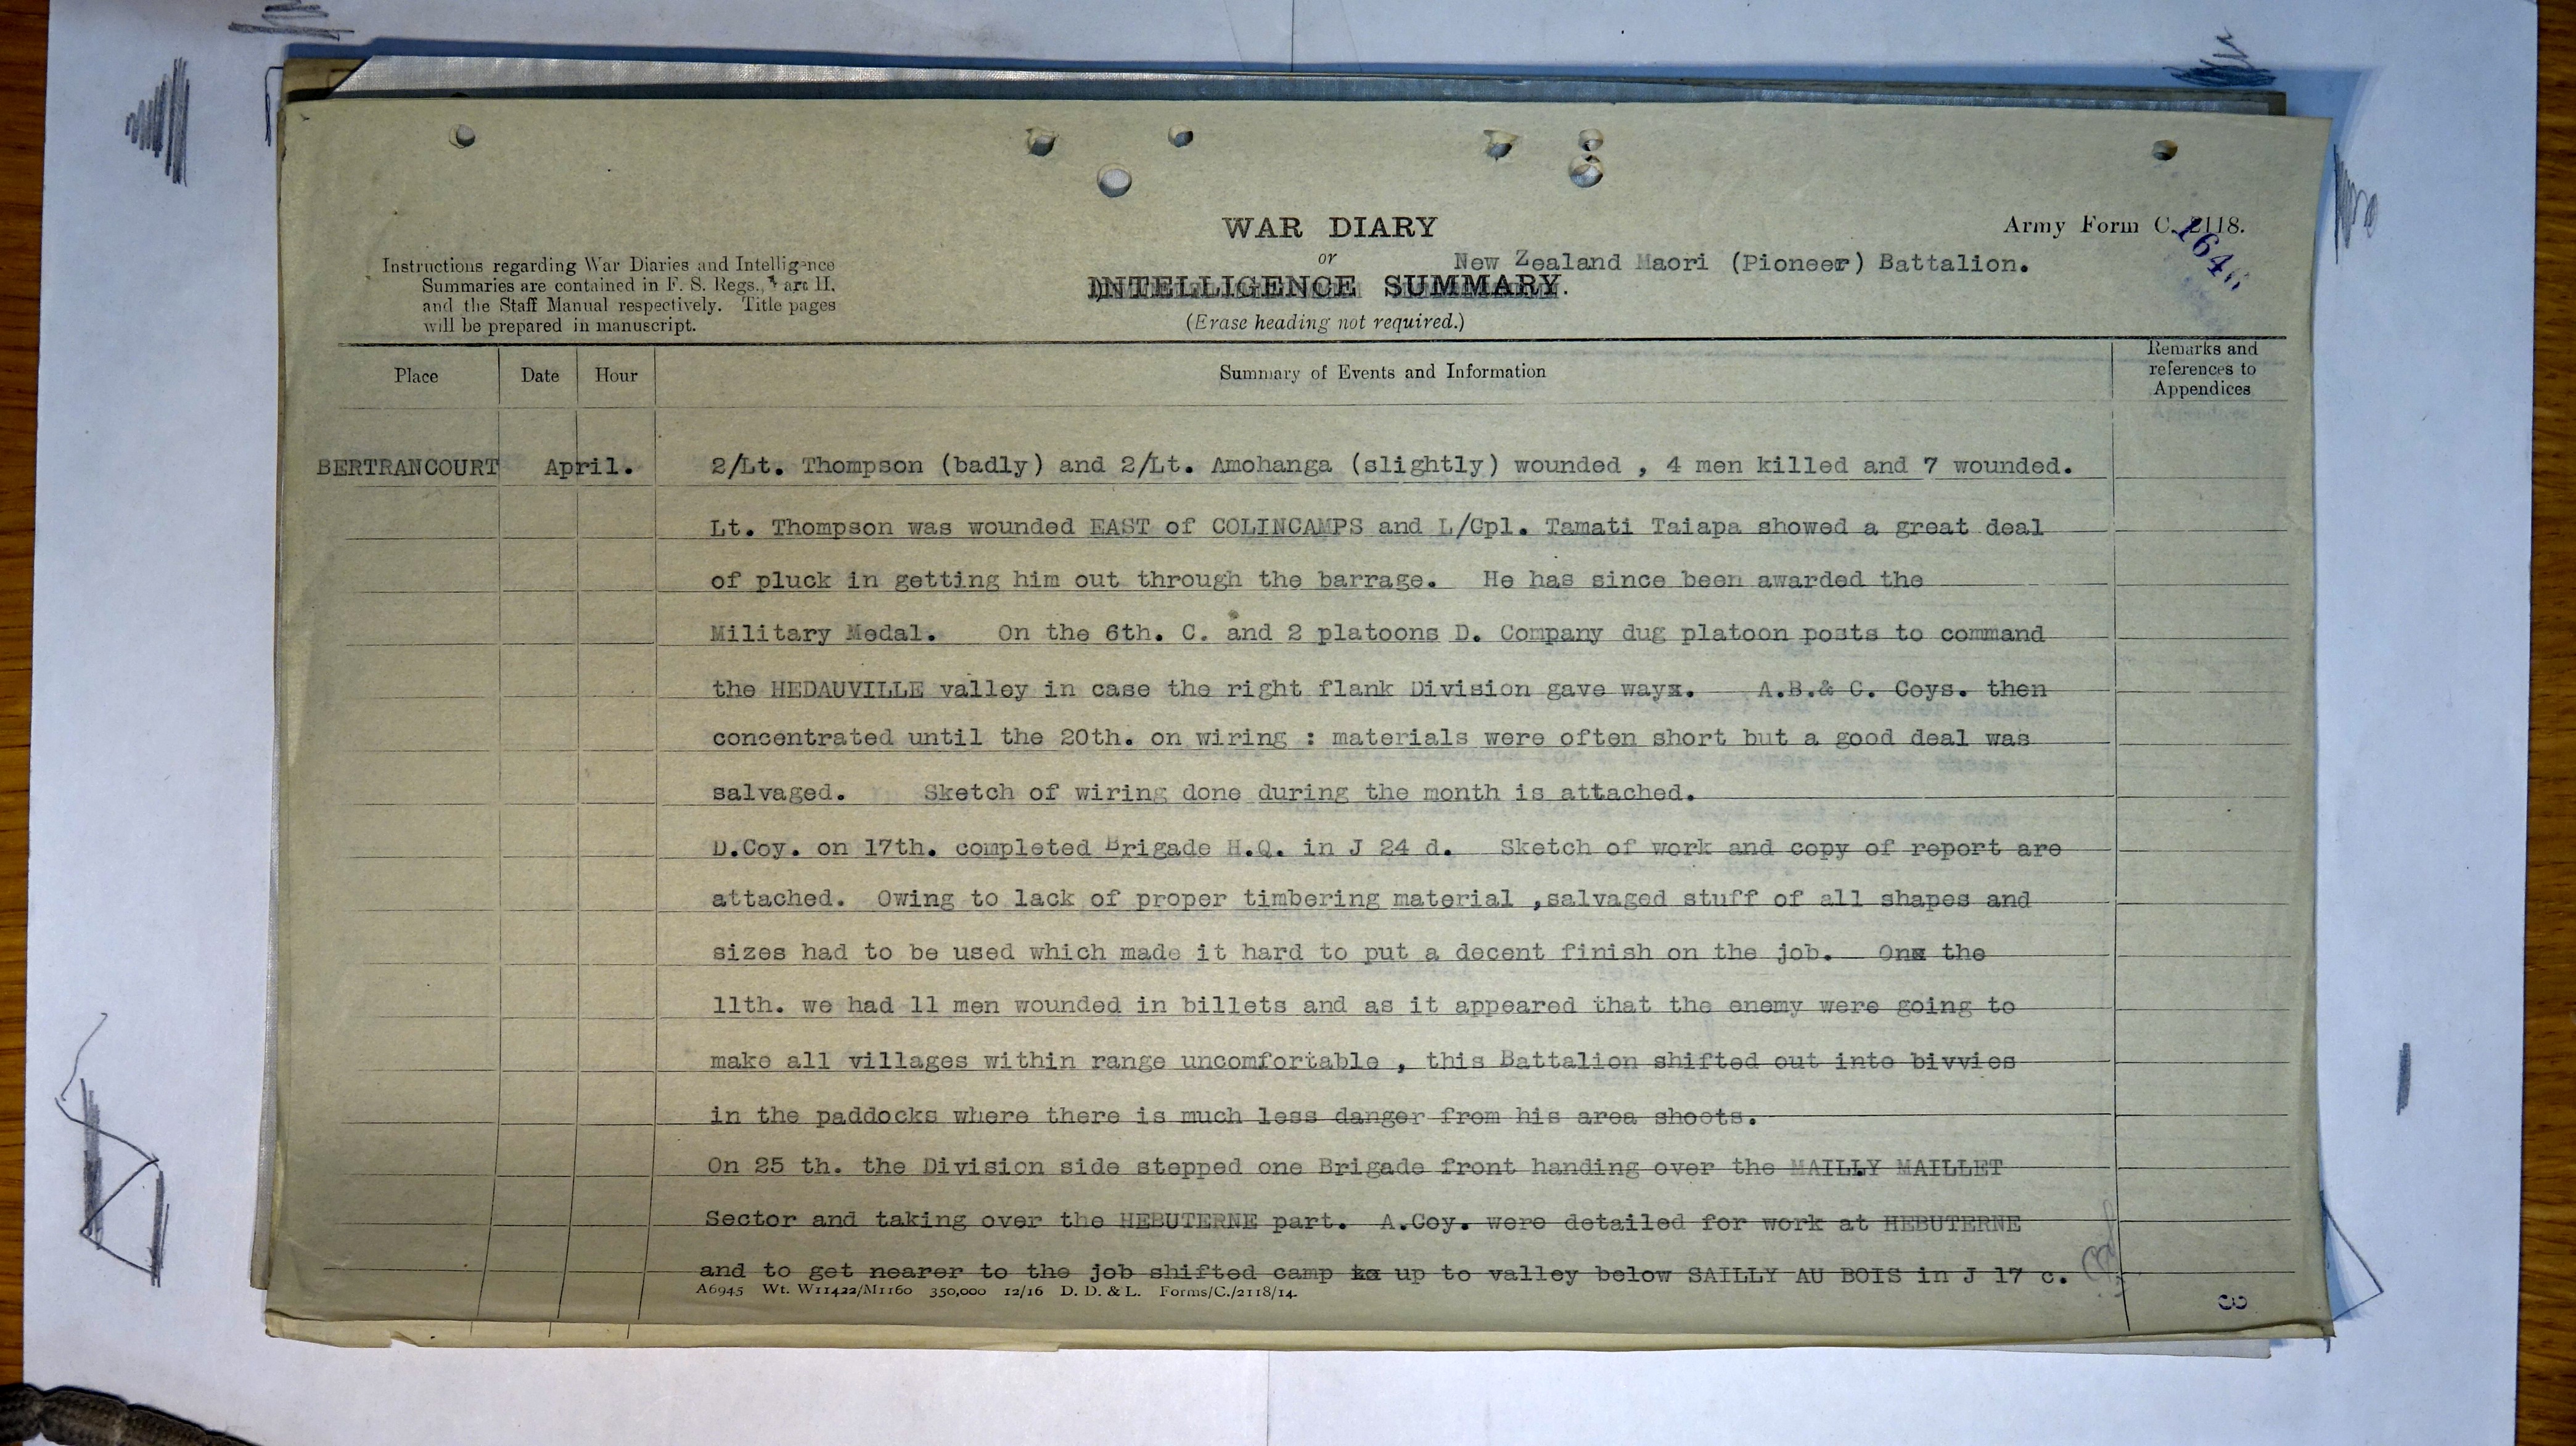 WAR DIARY
Army Form C. 2118.
or
New Zealand Maori (Pioneer) Battalion.
INTELLIGENCE SUMMARY.
(Erase heading not required.)
Instructions regarding War Diaries and Intelligence
Summaries are contained in F. S. Regs., Part II.
and the Staff Manual respectively. Title pages
will be prepared in manuscript.
Place Date Hour Summary of Events and Information Remarks and references to Appendices
BERTRANCOURT April. 2/Lt. Thompson (badly) and 2/Lt. Amohanga (slightly) wounded , 4 men killed and 7 wounded.
Lt. Thompson was wounded EAST of COLINCAMPS and L/Cpl. Tamati Taiapa showed a great deal
of pluck in getting him out through the barrage. He has since been awarded the
Military Medal. On the 6th. C. and 2 platoons D. Company dug platoon posts to command
the HEDAUVILLE valley in case the right flank Division gave wayx. A.B.& C. Coys. then
concentrated until the 20th. on wiring : materials were often short but a good deal was
salvaged. Sketch of wiring done during the month is attached.
D.Coy. on 17th. completed Brigade H.Q. in J 24 d. Sketch of work and copy of report are
attached. Owing to lack of proper timbering material ,salvaged stuff of all shapes and
sizes had to be used which made it hard to put a decent finish on the job. Onx the
11th. we had 11 men wounded in billets and as it appeared that the enemy were going to
make all villages within range uncomfortable , this Battalion shifted out into bivvies
in the paddocks where there is much less danger from his area shoots.
On 25 th. the Division side stepped one Brigade front handing over the MAILLY MAILLET
Sector and taking over the HEBUTERNE part. A.Coy. were detailed for work at HEBUTERNE
and to get nearer to the job shifted camp up to valley below SAILLY AU BOIS in J 17 c.
A6945 Wt. W11422/M1160 350,000 12/16 D. D. & L. Forms/C./2118/14.
3